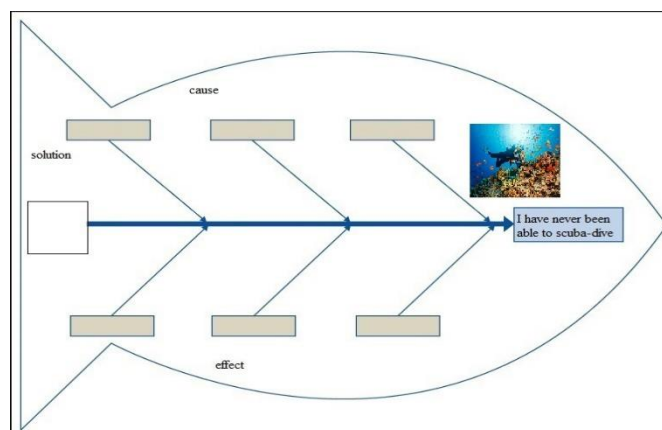 cause
solution
I have never been
able to scuba-dive
effect